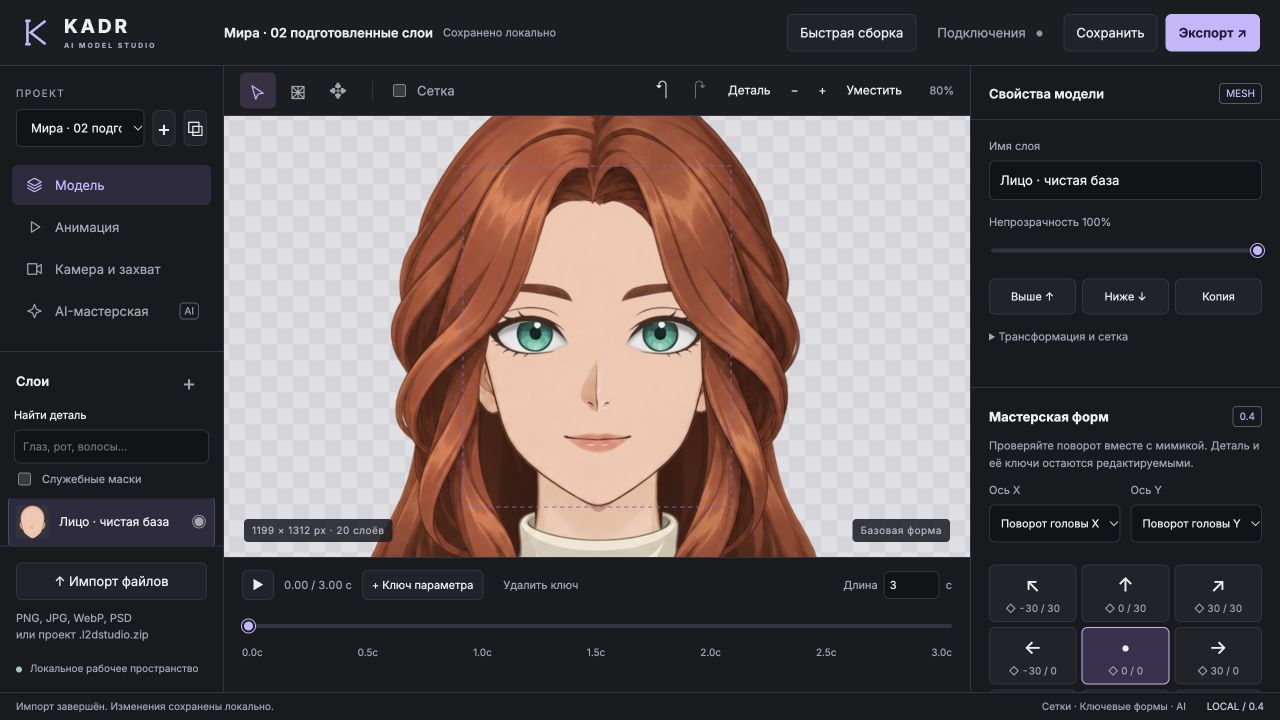 KADR
AI MODEL STUDIO
Мира · 02 подготовленные слои
Сохранено локально
Быстрая сборка
Подключения
Сохранить
Экспорт ↗
ПРОЕКТ
Мира · 02 подгс
+
Модель
Анимация
Камера и захват
AI-мастерская
AI
Слои
+
Найти деталь
Глаз, рот, волосы...
Служебные маски
Лицо · чистая база
↑ Импорт файлов
PNG, JPG, WebP, PSD
или проект .l2dstudio.zip
Локальное рабочее пространство
Сетка
Деталь
−
+
Уместить
80%
1199 × 1312 px · 20 слоёв
Базовая форма
0.00 / 3.00 с
+ Ключ параметра
Удалить ключ
Длина
3
с
0.0с
0.5с
1.0с
1.5с
2.0с
2.5с
3.0с
Свойства модели
MESH
Имя слоя
Лицо · чистая база
Непрозрачность 100%
Выше ↑
Ниже ↓
Копия
Трансформация и сетка
Мастерская форм
0.4
Проверяйте поворот вместе с мимикой. Деталь и
её ключи остаются редактируемыми.
Ось X
Ось Y
Поворот головы X
Поворот головы Y
↖
↑
↗
◇ -30 / 30
◇ 0 / 30
◇ 30 / 30
←
•
→
◇ -30 / 0
◇ 0 / 0
◇ 30 / 0
Импорт завершён. Изменения сохранены локально.
Сетки · Ключевые формы · AI
LOCAL / 0.4